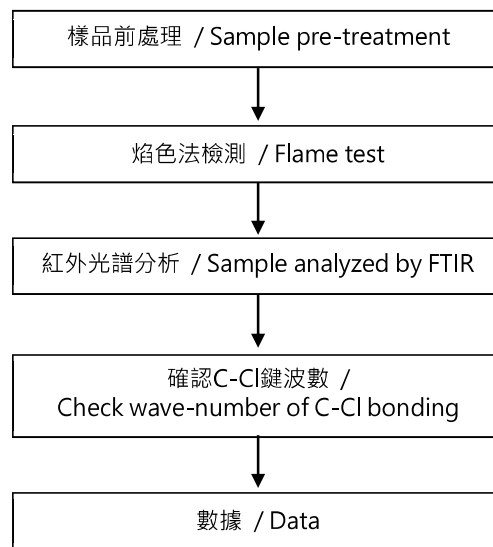 樣品前處理 / Sample pre-treatment
焰色法檢測 / Flame test
紅外光譜分析 / Sample analyzed by FTIR
確認C-Cl鍵波數 /
Check wave-number of C-Cl bonding
數據 / Data